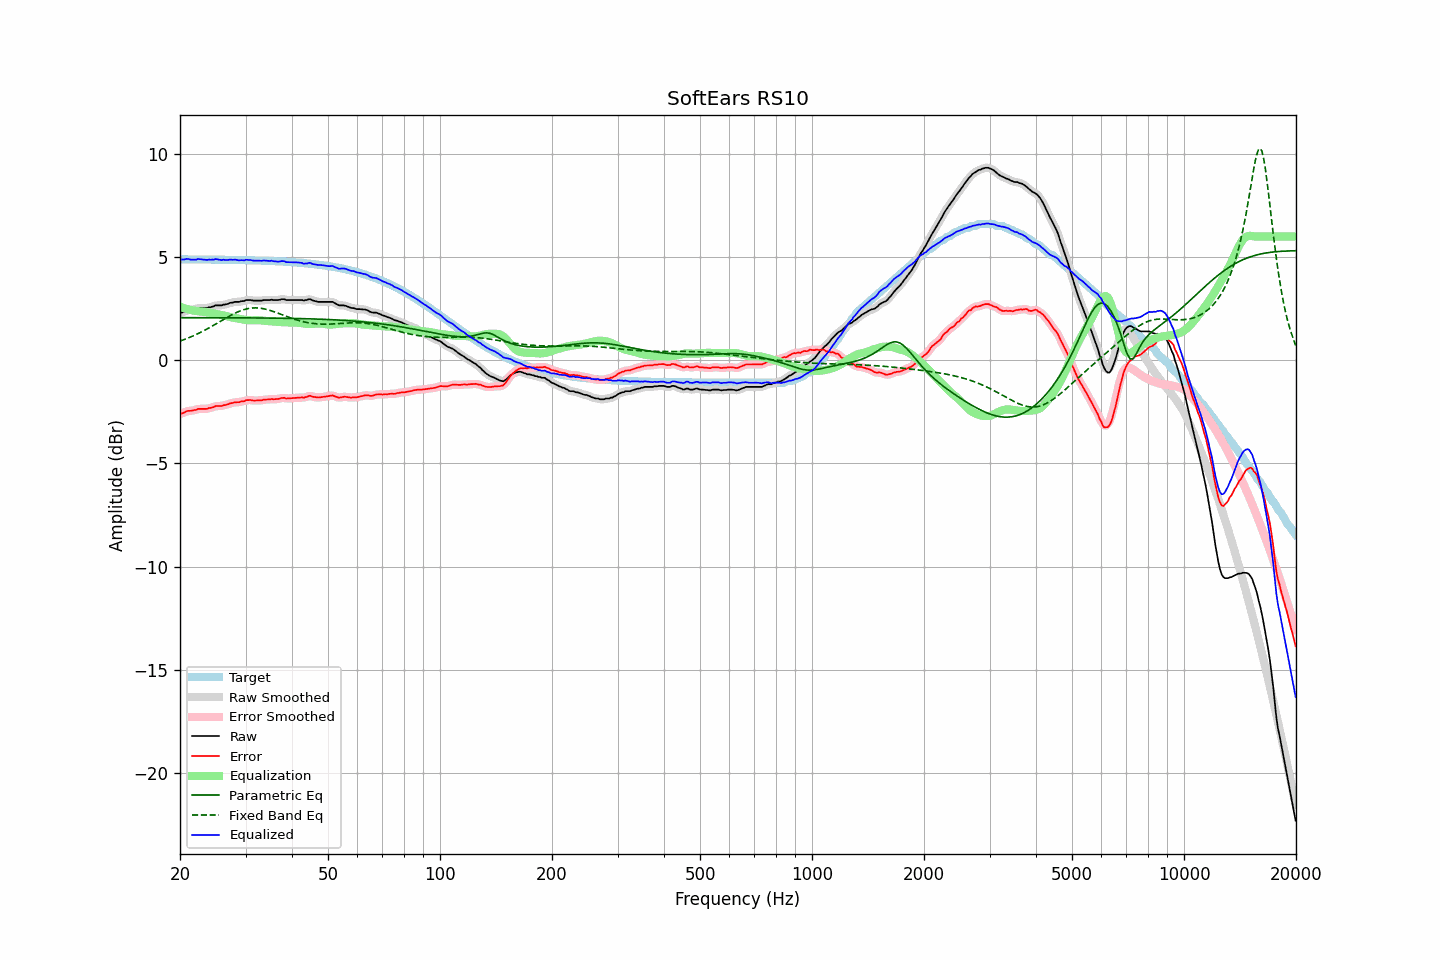 SoftEars RS10
Amplitude (dBr)
10
5
0
−5
−10
−15
−20
Target
Raw Smoothed
Error Smoothed
Raw
Error
Equalization
Parametric Eq
Fixed Band Eq
Equalized
20
50
100
200
500
1000
2000
5000
10000
20000
Frequency (Hz)